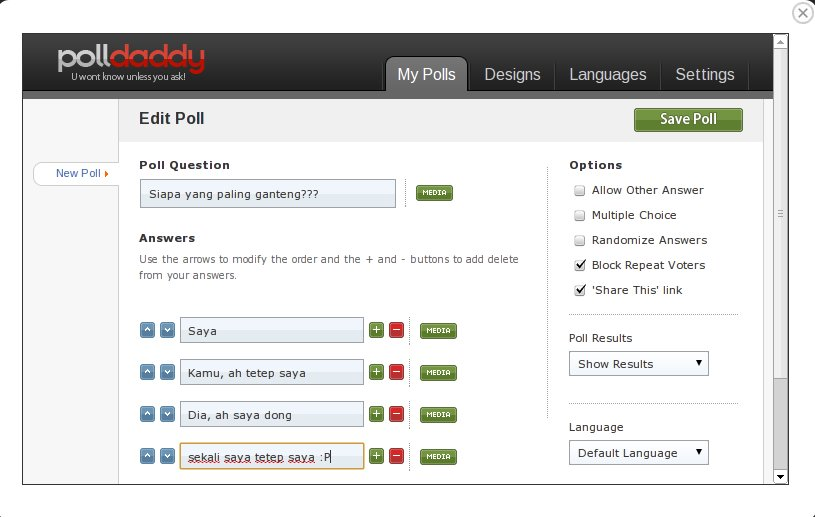 polldaddy
U wont know unless you ask!
My Polls
Designs
Languages
Settings
Edit Poll
Save Poll
New Poll
Poll Question
Siapa yang paling ganteng???
MEDIA
Answers
Use the arrows to modify the order and the + and - buttons to add delete
from your answers.
Saya
+
-
MEDIA
Kamu, ah tetep saya
+
-
MEDIA
Dia, ah saya dong
+
-
MEDIA
sekali saya tetep saya :P
+
-
MEDIA
Options
Allow Other Answer
Multiple Choice
Randomize Answers
Block Repeat Voters
'Share This' link
Poll Results
Show Results
Language
Default Language